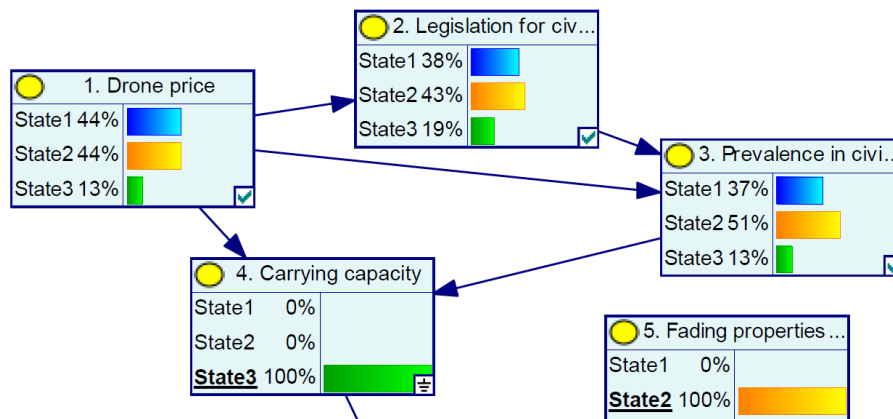 2. Legislation for civ...
State1 38%
State2 43%
State3 19%
1. Drone price
State1 44%
State2 44%
State3 13%
3. Prevalence in civi...
State1 37%
State2 51%
State3 13%
4. Carrying capacity
State1 0%
State2 0%
State3 100%
5. Fading properties ...
State1 0%
State2 100%